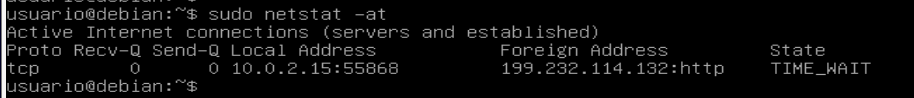 usuario@debian:~$ sudo netstat -at
Active Internet connections (servers and established)
Proto Recv-Q Send-Q Local Address           Foreign Address         State
tcp        0      0 10.0.2.15:55868         199.232.114.132:http    TIME_WAIT
usuario@debian:~$